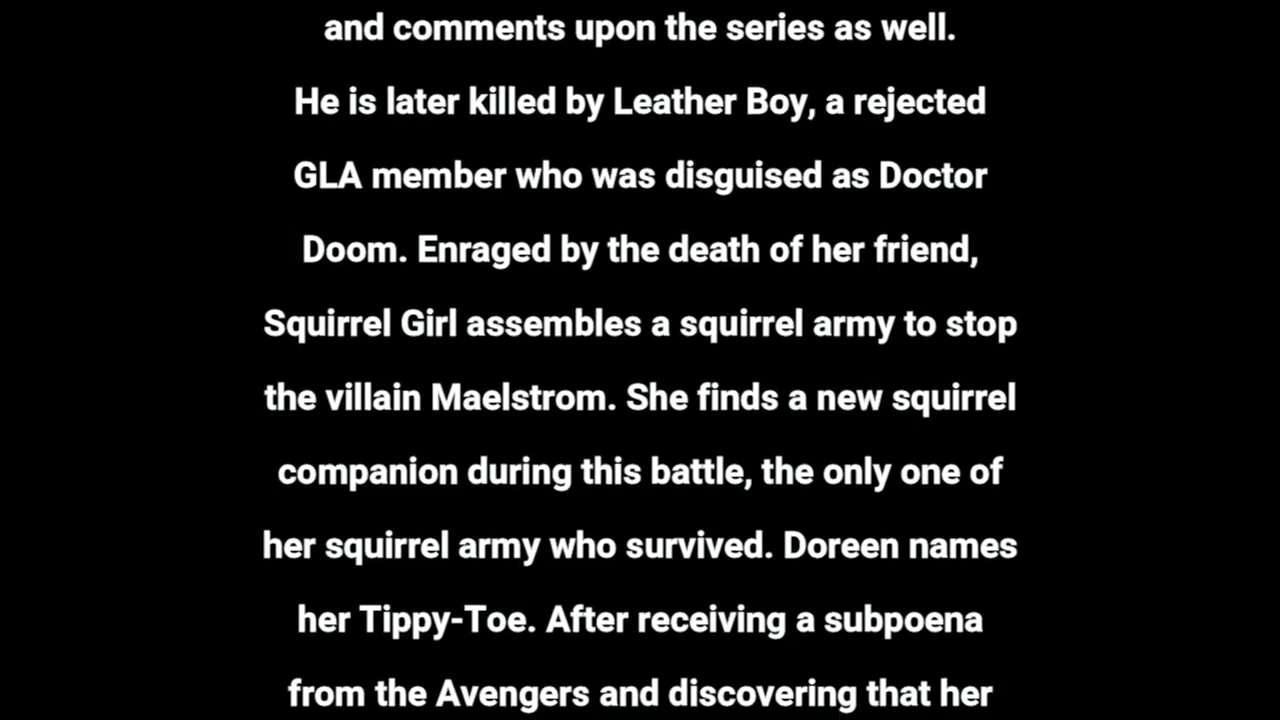 and comments upon the series as well.
He is later killed by Leather Boy, a rejected
GLA member who was disguised as Doctor
Doom. Enraged by the death of her friend,
Squirrel Girl assembles a squirrel army to stop
the villain Maelstrom. She finds a new squirrel
companion during this battle, the only one of
her squirrel army who survived. Doreen names
her Tippy-Toe. After receiving a subpoena
from the Avengers and discovering that her